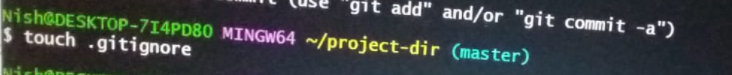 (use "git add" and/or "git commit -a")
Nish@DESKTOP-7I4PD80 MINGW64 ~/project-dir (master)
$ touch .gitignore